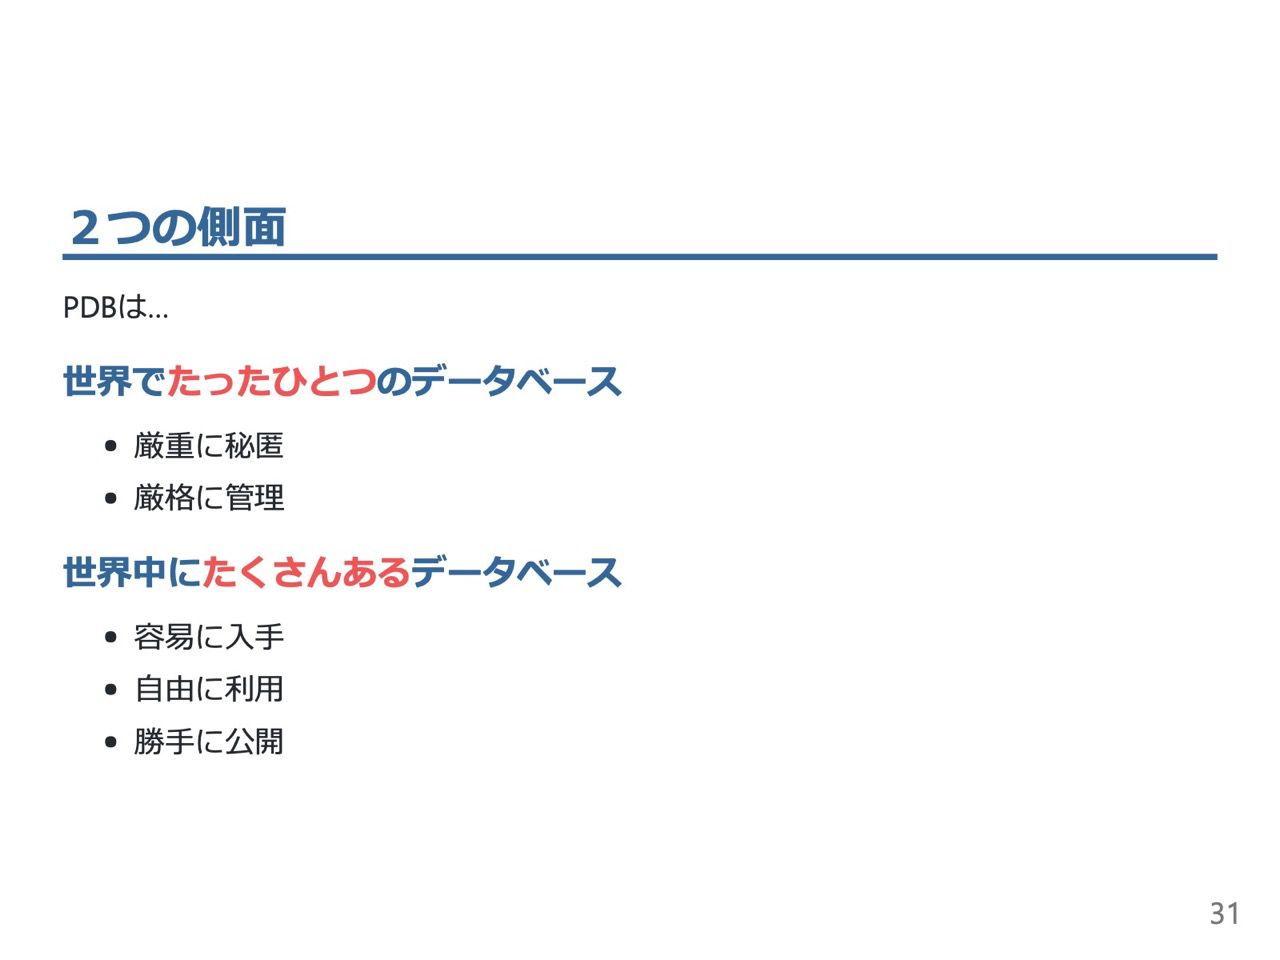 ２つの側面
PDBは...
世界でたったひとつのデータベース
• 厳重に秘匿
• 厳格に管理
世界中にたくさんあるデータベース
• 容易に入手
• 自由に利用
• 勝手に公開
31